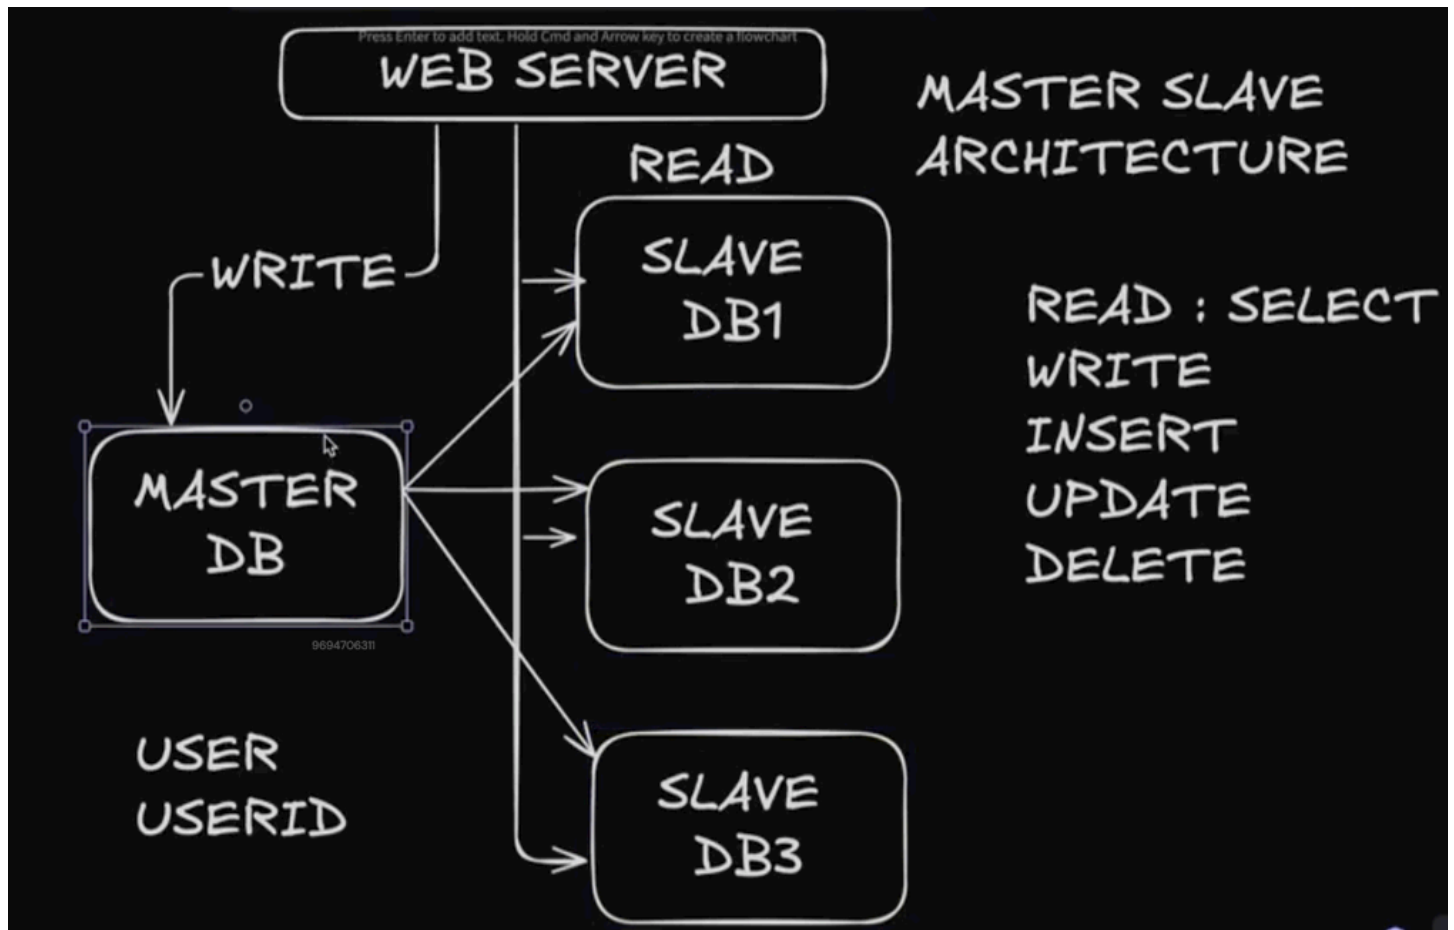 Press Enter to add text. Hold Cmd and Arrow key to create a flowchart
WEB SERVER
MASTER SLAVE
ARCHITECTURE
READ
WRITE
SLAVE
DB1
READ : SELECT
WRITE
INSERT
UPDATE
DELETE
MASTER
DB
SLAVE
DB2
9694706311
USER
USERID
SLAVE
DB3